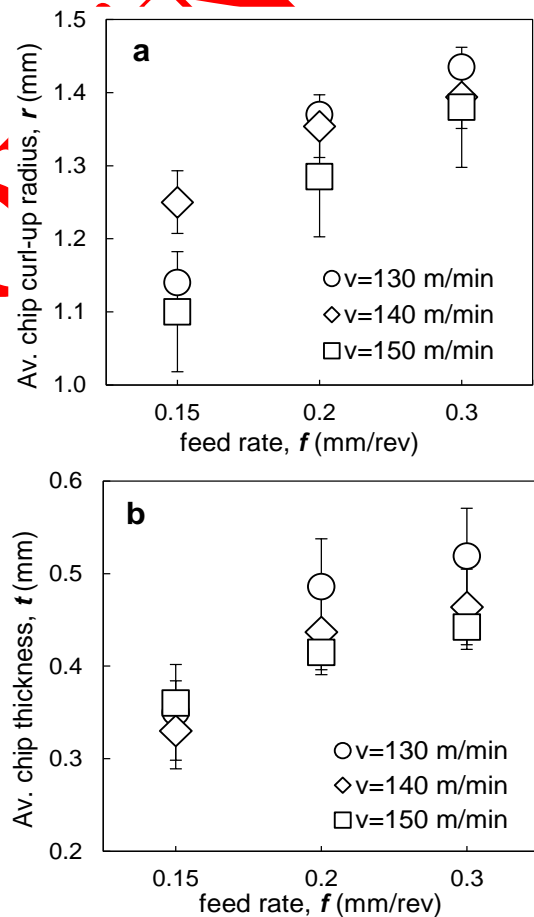 a
Av. chip curl-up radius, r (mm)
1.5
1.4
1.3
1.2
1.1
1.0
v=130 m/min
v=140 m/min
v=150 m/min
0.15 0.2 0.3
feed rate, f (mm/rev)
b
Av. chip thickness, t (mm)
0.6
0.5
0.4
0.3
0.2
v=130 m/min
v=140 m/min
v=150 m/min
0.15 0.2 0.3
feed rate, f (mm/rev)